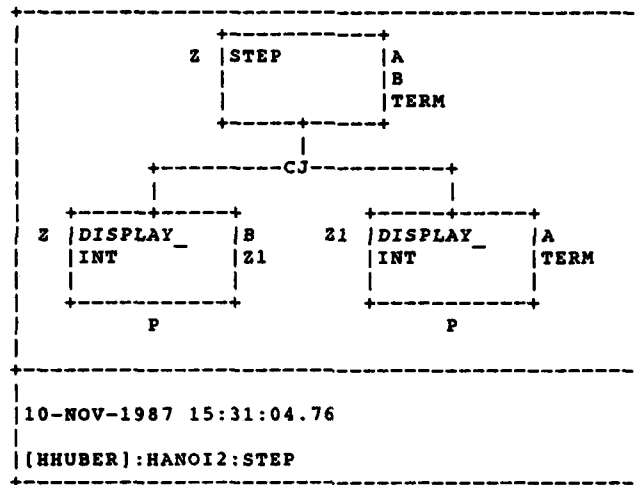 Z STEP A
B
TERM
CJ
Z DISPLAY_ B Z1 DISPLAY_ A
INT Z1 INT TERM
P P
10-NOV-1987 15:31:04.76
[HHUBER]:HANOI2:STEP